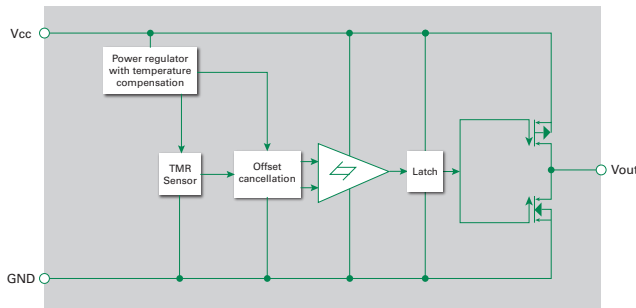 Vcc
Power regulator
with temperature
compensation
TMR
Sensor
Offset
cancellation
Latch
Vout
GND